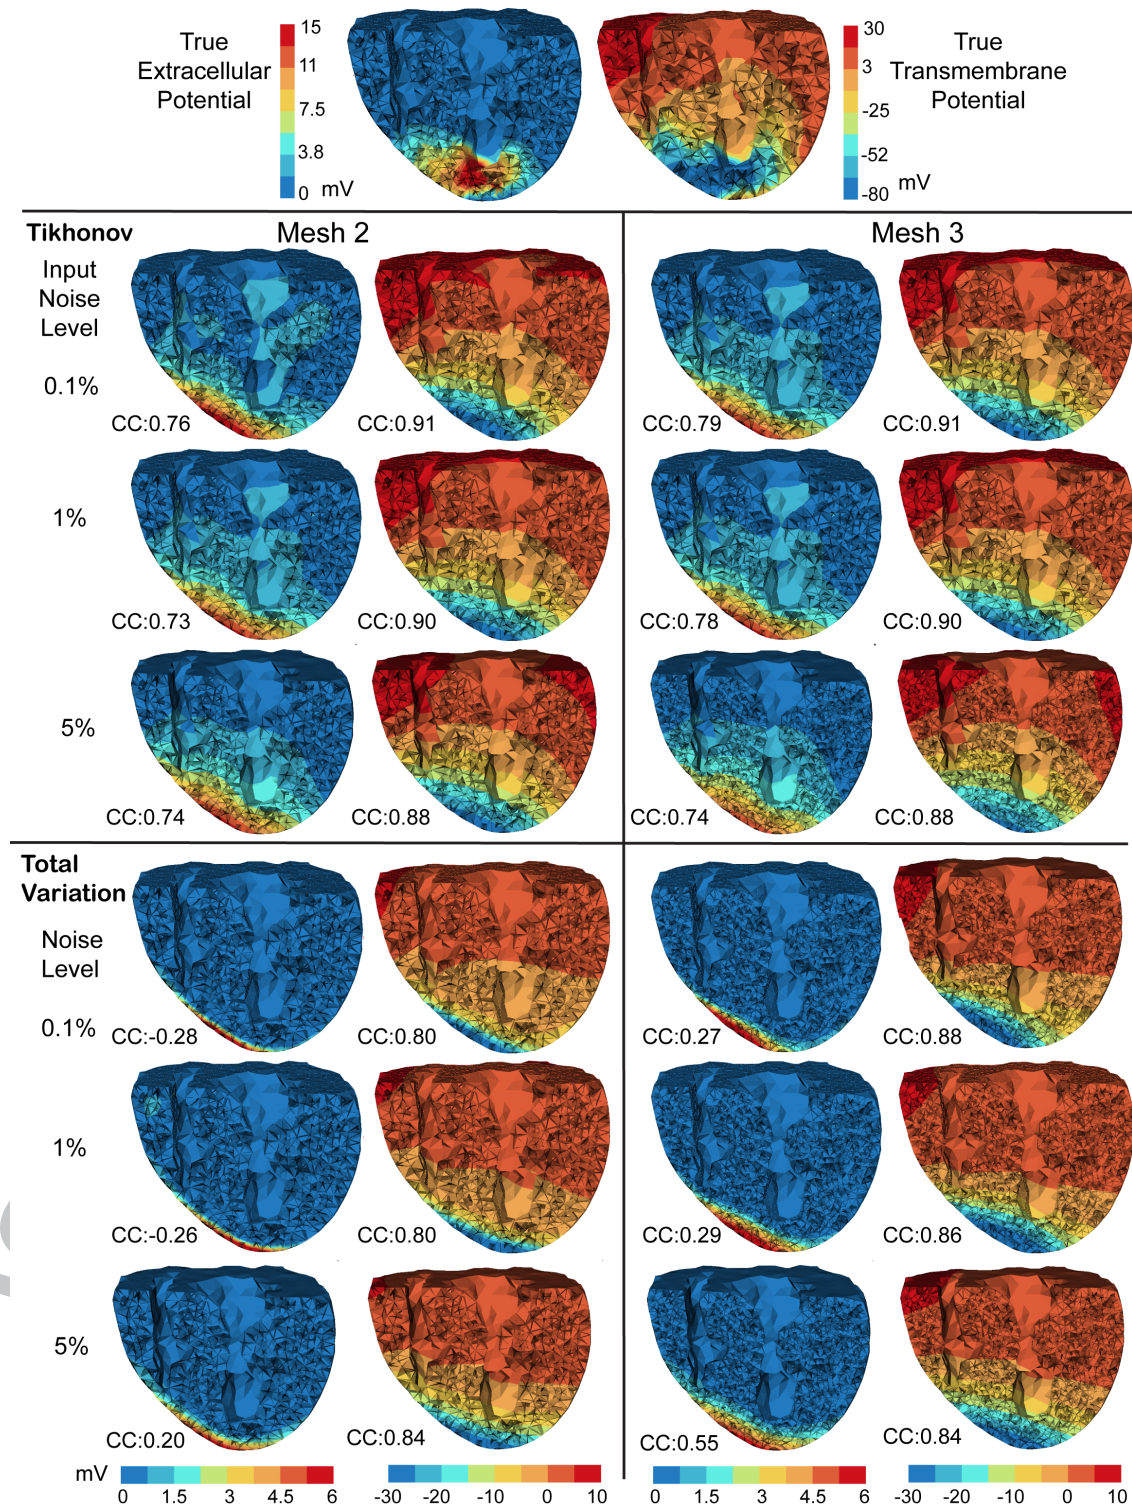 True
Extracellular
Potential
15
11
7.5
3.8
0 mV
30
3
-25
-52
-80 mV
True
Transmembrane
Potential
Tikhonov
Mesh 2
Mesh 3
Input
Noise
Level
0.1%
CC:0.76
CC:0.91
CC:0.79
CC:0.91
1%
CC:0.73
CC:0.90
CC:0.78
CC:0.90
5%
CC:0.74
CC:0.88
CC:0.74
CC:0.88
Total
Variation
Noise
Level
0.1%
CC:-0.28
CC:0.80
CC:0.27
CC:0.88
1%
CC:-0.26
CC:0.80
CC:0.29
CC:0.86
5%
CC:0.20
CC:0.84
CC:0.55
CC:0.84
mV
0 1.5 3 4.5 6
-30 -20 -10 0 10
0 1.5 3 4.5 6
-30 -20 -10 0 10